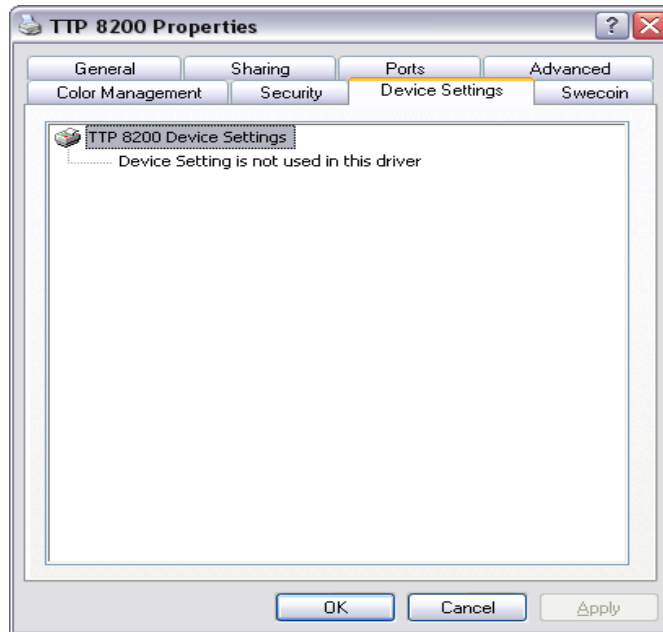 TTP 8200 Properties
?
General Sharing Ports Advanced
Color Management Security Device Settings Swecoin
TTP 8200 Device Settings
Device Setting is not used in this driver
OK Cancel Apply